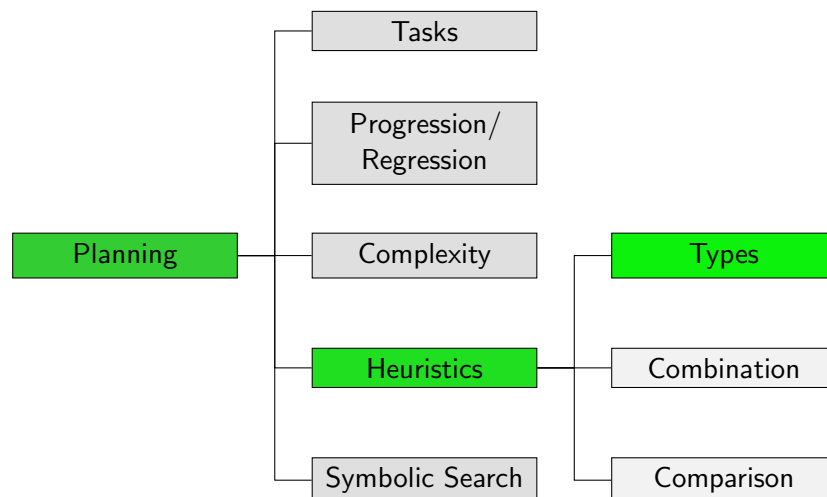 Tasks
Progression/
Regression
Planning
Complexity
Types
Heuristics
Combination
Symbolic Search
Comparison